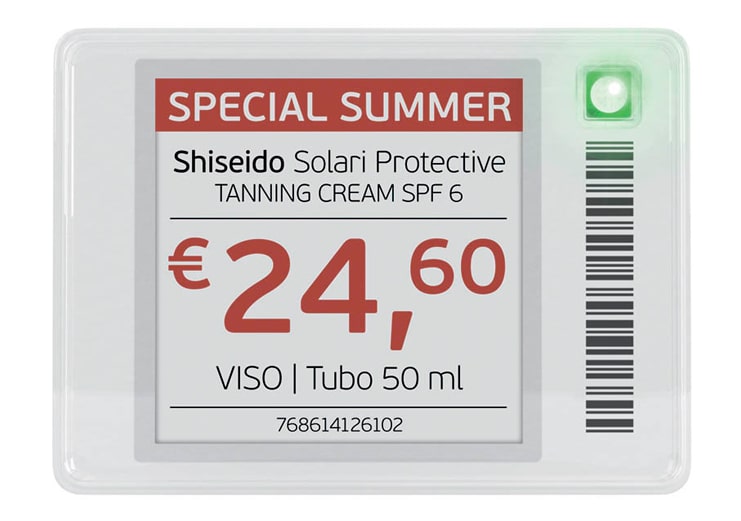 SPECIAL SUMMER
Shiseido Solari Protective
TANNING CREAM SPF 6
€24,60
VISO | Tubo 50 ml
768614126102